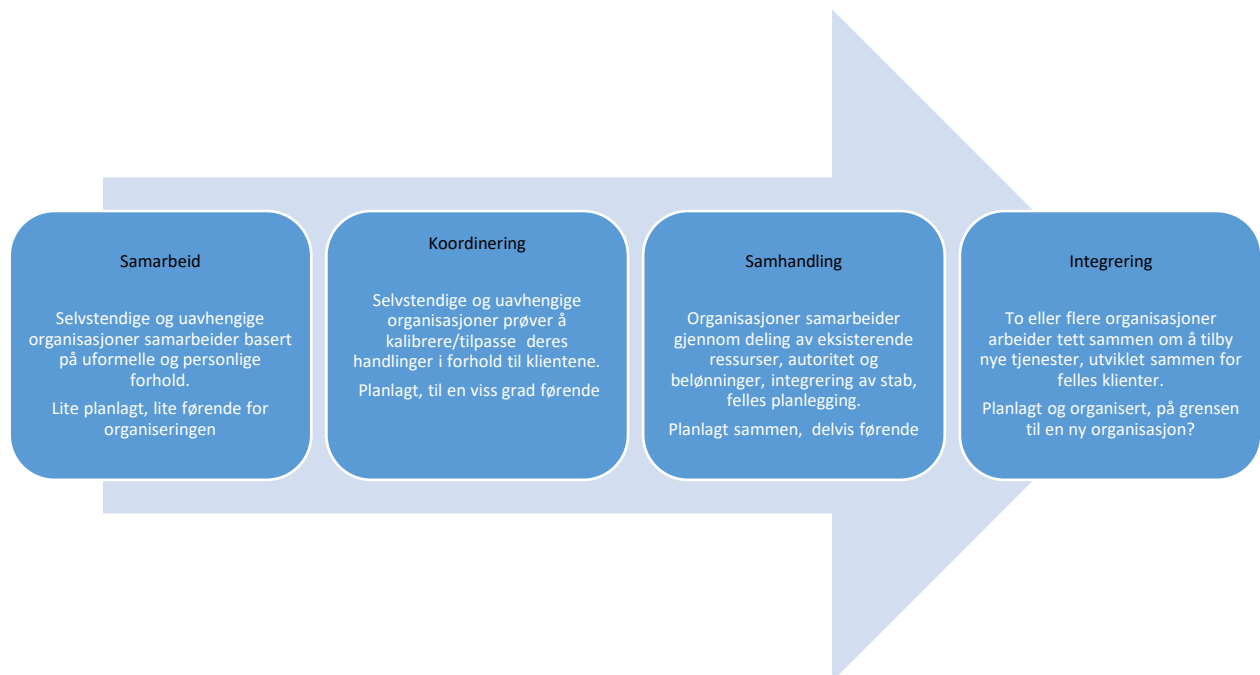 Samarbeid
Selvstendige og uavhengige
organisasjoner samarbeider basert
på uformelle og personlige
forhold.
Lite planlagt, lite førende for
organiseringen
Koordinering
Selvstendige og uavhengige
organisasjoner prøver å
kalibrere/tilpasse deres
handlinger i forhold til klientene.
Planlagt, til en viss grad førende
Samhandling
Organisasjoner samarbeider
gjennom deling av eksisterende
ressurser, autoritet og
belønninger, integrering av stab,
felles planlegging.
Planlagt sammen, delvis førende
Integrering
To eller flere organisasjoner
arbeider tett sammen om å tilby
nye tjenester, utviklet sammen for
felles klienter.
Planlagt og organisert, på grensen
til en ny organisasjon?